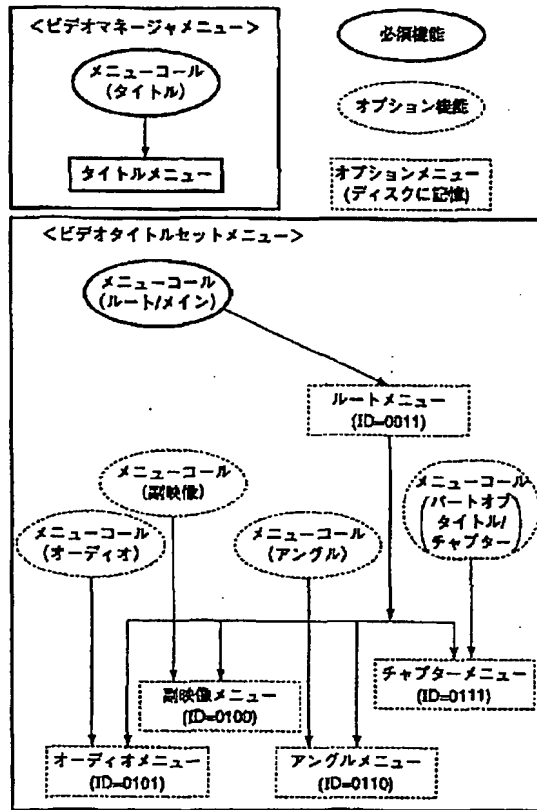 <ビデオマネージャメニュー>
メニューコール
(タイトル)
タイトルメニュー
必須機能
オプション機能
オプションメニュー
(ディスクに記憶)
<ビデオタイトルセットメニュー>
メニューコール
(ルート/メイン)
ルートメニュー
(ID=0011)
メニューコール
(副映像)
メニューコール
(オーディオ)
メニューコール
(アングル)
メニューコール
(パートオブ
タイトル/
チャプター)
副映像メニュー
(ID=0100)
チャプターメニュー
(ID=0111)
オーディオメニュー
(ID=0101)
アングルメニュー
(ID=0110)